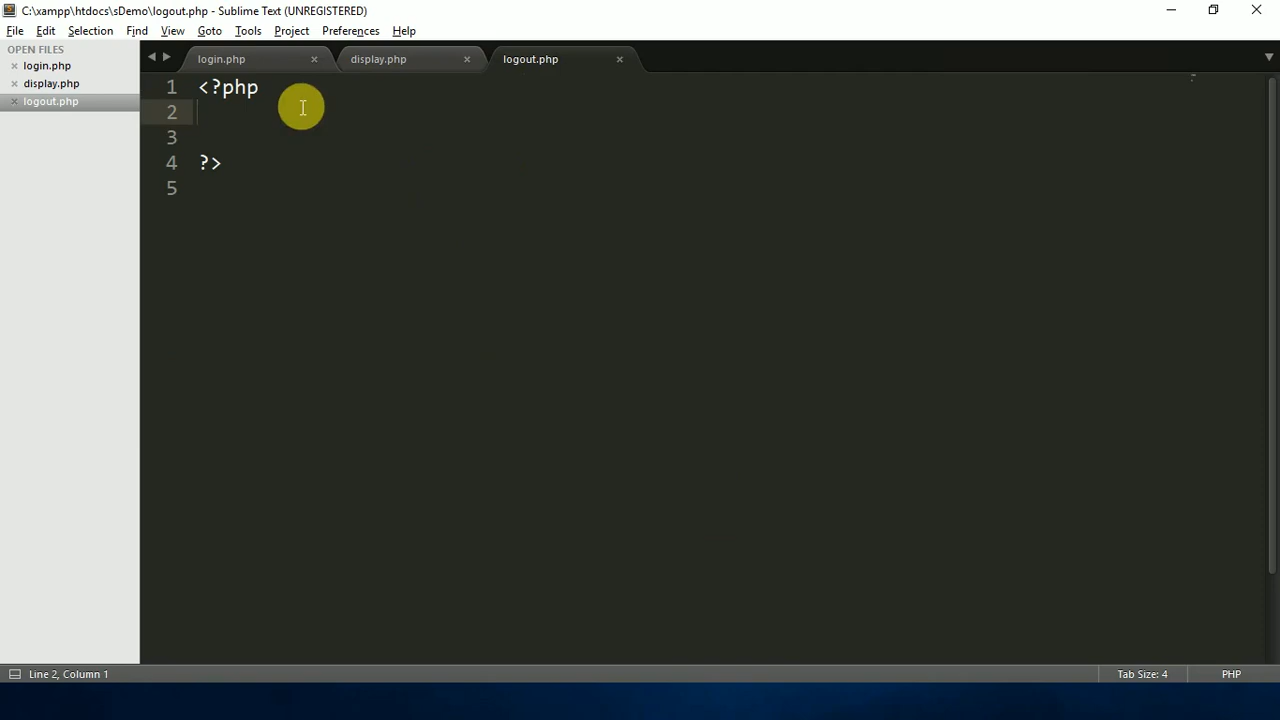 C:\xampp\htdocs\sDemo\logout.php - Sublime Text (UNREGISTERED)
File Edit Selection Find View Goto Tools Project Preferences Help
OPEN FILES
login.php
display.php
logout.php
login.php display.php logout.php
1 <?php
2
3
4 ?>
5
Line 2, Column 1 Tab Size: 4 PHP